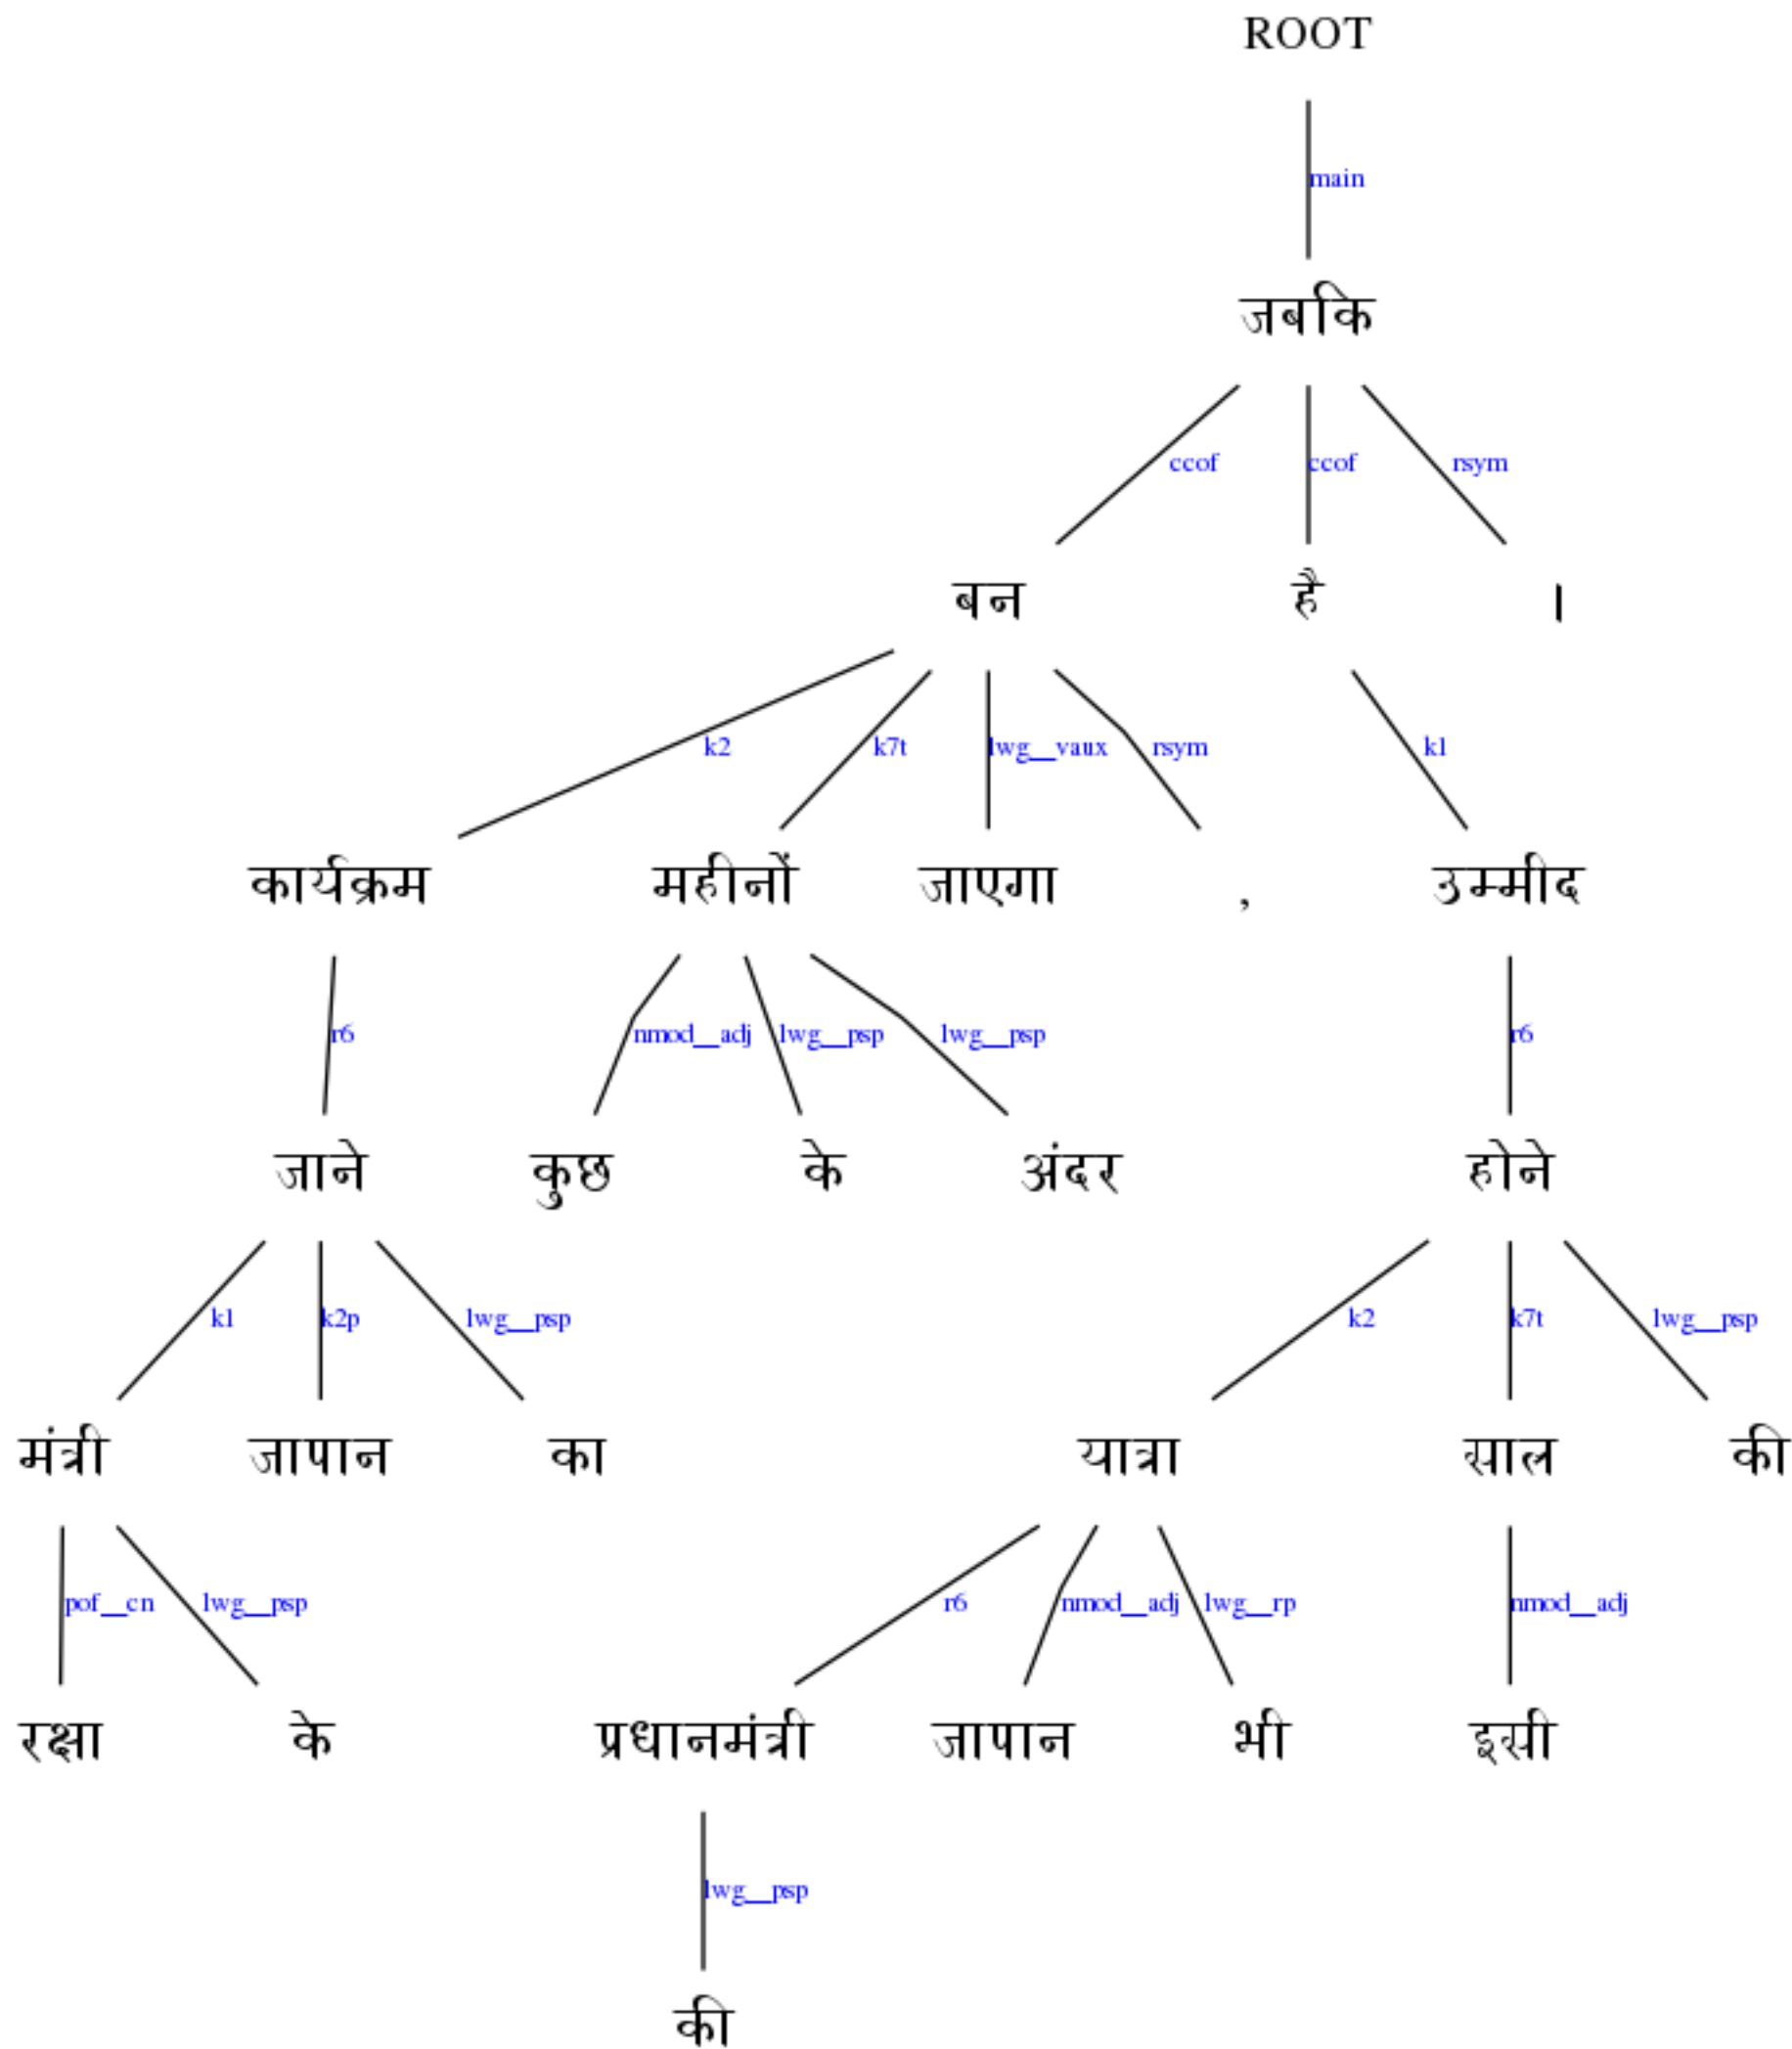 ROOT
main
जबकि
ccof ccof rsym
बन है ।
k2 k7t lwg__vaux rsym k1
कार्यक्रम महीनों जाएगा , उम्मीद
r6 nmod__adj lwg__psp lwg__psp r6
जाने कुछ के अंदर होने
k1 k2p lwg__psp k2 k7t lwg__psp
मंत्री जापान का यात्रा साल की
pof__cn lwg__psp r6 nmod__adj lwg__rp nmod__adj
रक्षा के प्रधानमंत्री जापान भी इसी
lwg__psp
की